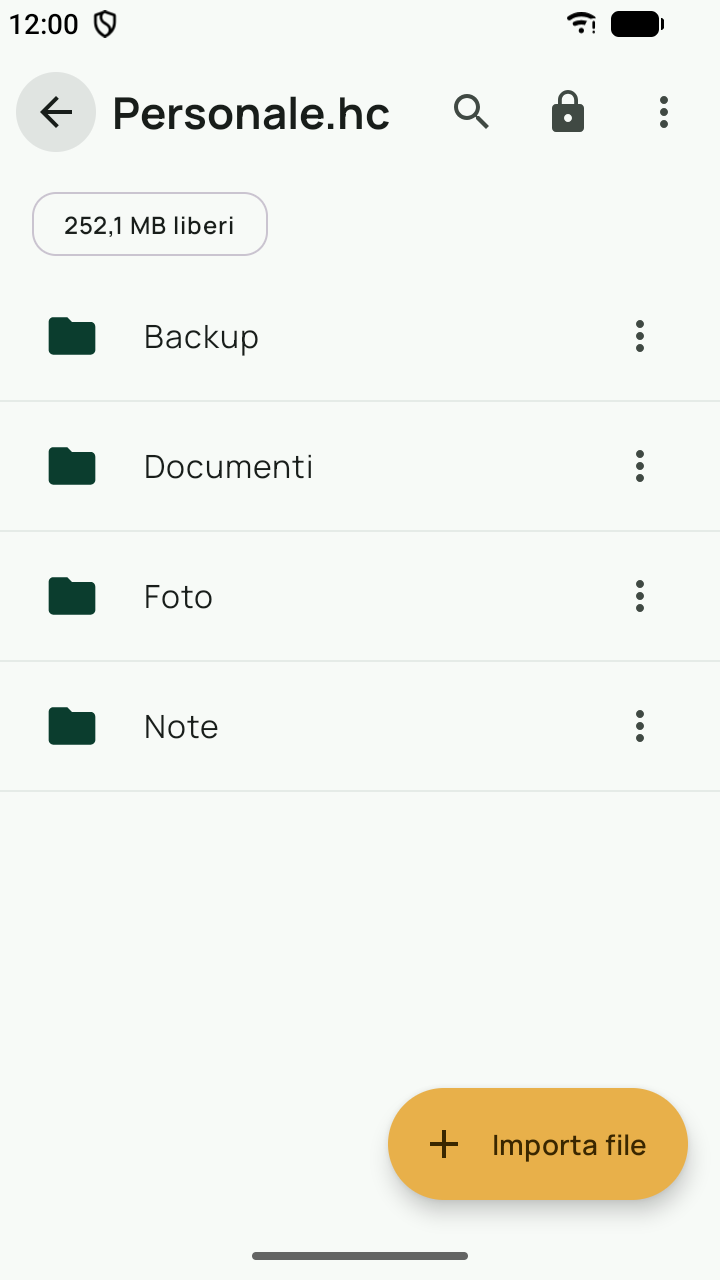 12:00
Personale.hc
252,1 MB liberi
Backup
Documenti
Foto
Note
Importa file